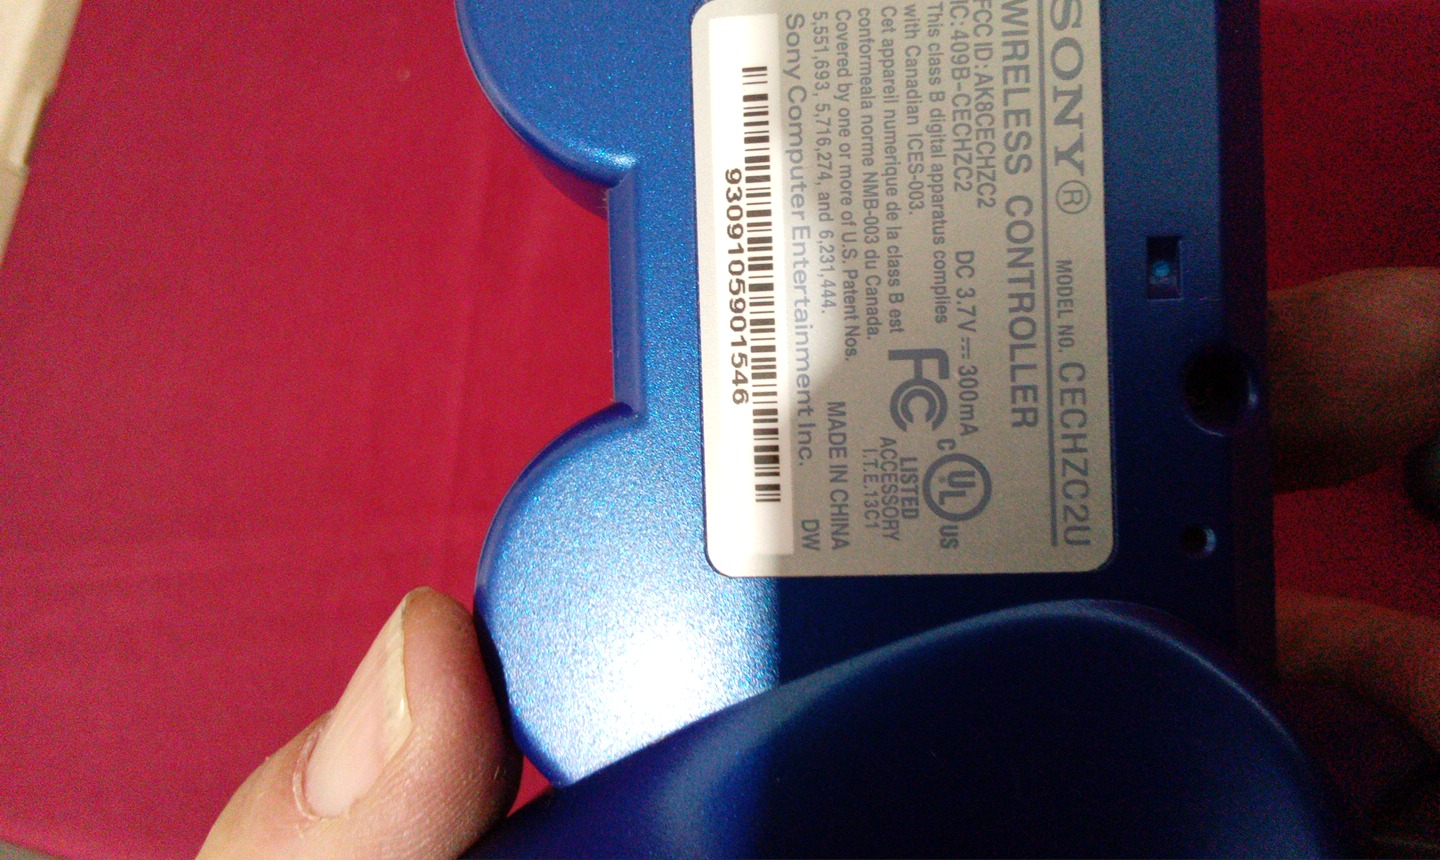 SONY® MODEL NO. CECHZC2U
WIRELESS CONTROLLER
FCC ID: AK8CECHZC2 DC 3.7V ⎓ 300mA
IC: 409B-CECHZC2
This class B digital apparatus complies
with Canadian ICES-003.
Cet appareil numerique de la class B est
conformeala norme NMB-003 du Canada.
Covered by one or more of U.S. Patent Nos.
5,551,693, 5,716,274, and 6,231,444.
FC
C UL US
LISTED
ACCESSORY
I.T.E.13C1
MADE IN CHINA
Sony Computer Entertainment Inc. DW
9309105901546